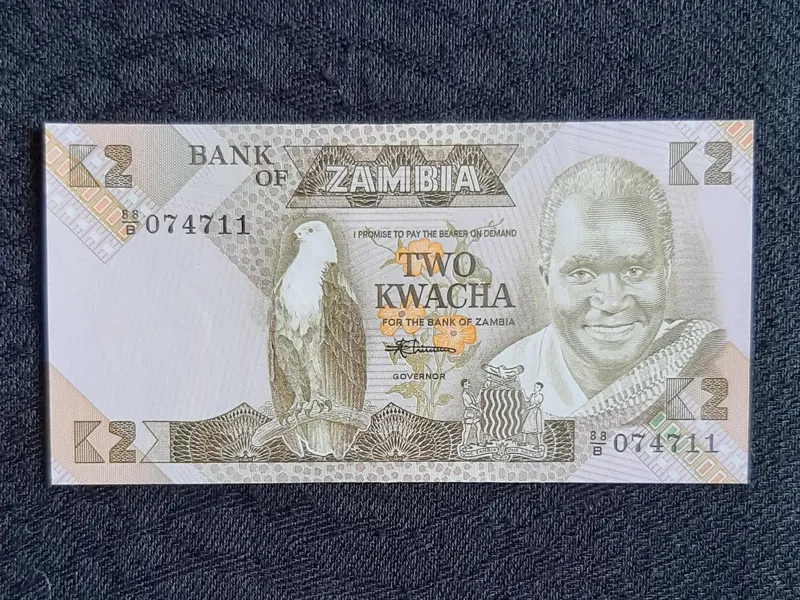 K2
BANK OF
ZAMBIA
K2
88/B 074711
I PROMISE TO PAY THE BEARER ON DEMAND
TWO
KWACHA
FOR THE BANK OF ZAMBIA
GOVERNOR
K2
K2
88/B 074711